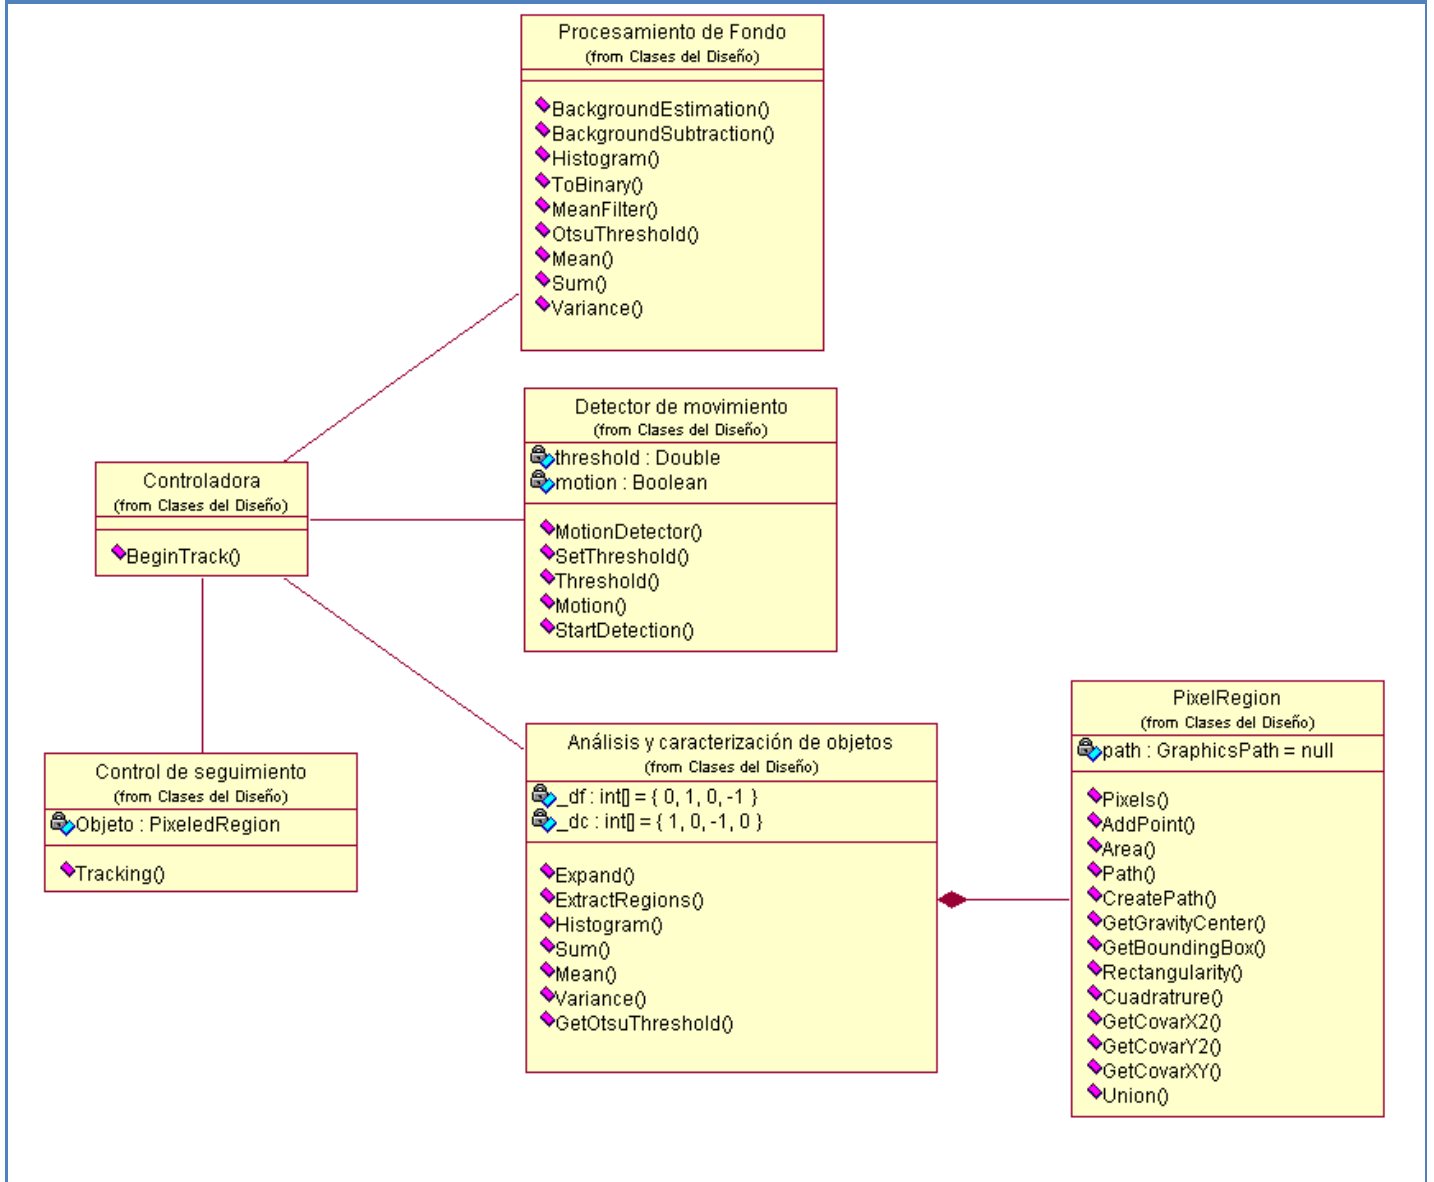 Procesamiento de Fondo
(from Clases del Diseño)
BackgroundEstimation()
BackgroundSubtraction()
Histogram()
ToBinary()
MeanFilter()
OtsuThreshold()
Mean()
Sum()
Variance()
Detector de movimiento
(from Clases del Diseño)
threshold : Double
motion : Boolean
MotionDetector()
SetThreshold()
Threshold()
Motion()
StartDetection()
Controladora
(from Clases del Diseño)
BeginTrack()
Control de seguimiento
(from Clases del Diseño)
Objeto : PixeledRegion
Tracking()
Análisis y caracterización de objetos
(from Clases del Diseño)
_df : int[] = { 0, 1, 0, -1 }
_dc : int[] = { 1, 0, -1, 0 }
Expand()
ExtractRegions()
Histogram()
Sum()
Mean()
Variance()
GetOtsuThreshold()
PixelRegion
(from Clases del Diseño)
path : GraphicsPath = null
Pixels()
AddPoint()
Area()
Path()
CreatePath()
GetGravityCenter()
GetBoundingBox()
Rectangularity()
Cuadratrure()
GetCovarX2()
GetCovarY2()
GetCovarXY()
Union()